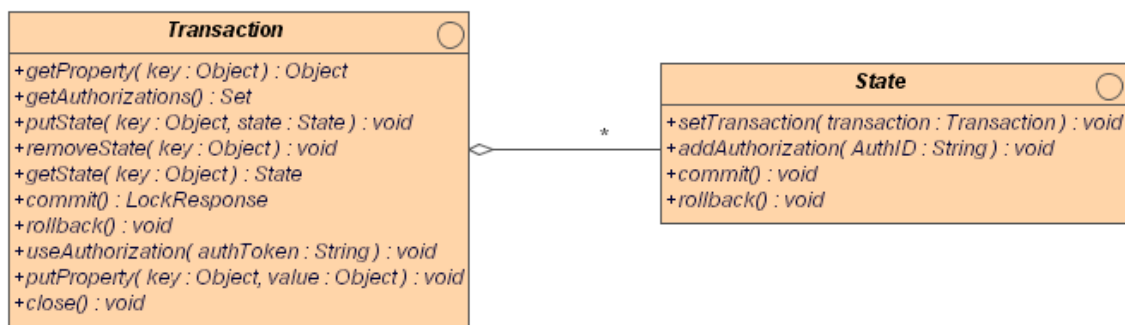 Transaction
+getProperty( key : Object ) : Object
+getAuthorizations() : Set
+putState( key : Object, state : State ) : void
+removeState( key : Object ) : void
+getState( key : Object ) : State
+commit() : LockResponse
+rollback() : void
+useAuthorization( authToken : String ) : void
+putProperty( key : Object, value : Object ) : void
+close() : void
*
State
+setTransaction( transaction : Transaction ) : void
+addAuthorization( AuthID : String ) : void
+commit() : void
+rollback() : void